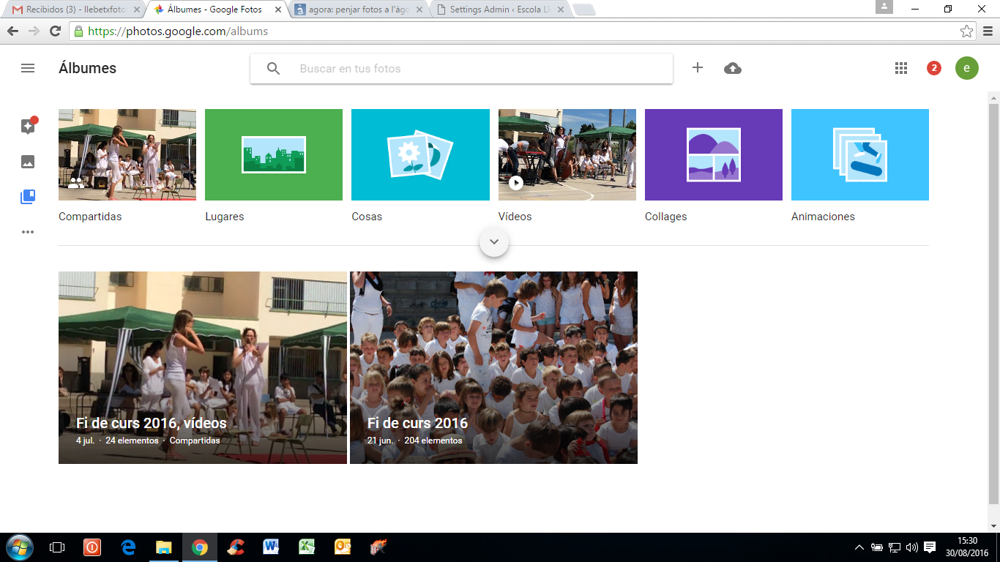 Recibidos (3) - llebetxfoto
Álbumes - Google Fotos
agora: penjar fotos a l'àgo
Settings Admin ‹ Escola Ll
https://photos.google.com/albums
Álbumes
Buscar en tus fotos
2
e
Compartidas
Lugares
Cosas
Vídeos
Collages
Animaciones
Fi de curs 2016, vídeos
4 jul. · 24 elementos · Compartidas
Fi de curs 2016
21 jun. · 204 elementos
15:30
30/08/2016